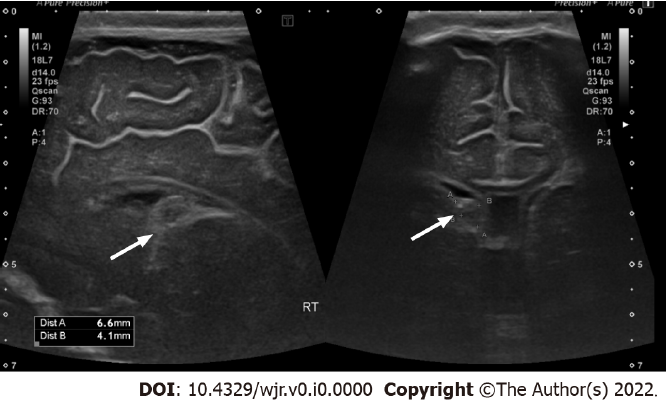 A Pure Precision+
Precision+
0
0
MI
(1.2)
18L7
d14.0
23 fps
Qscan
G:93
DR:70
A:1
P:4
MI
(1.2)
18L7
d14.0
23 fps
Qscan
G:93
DR:70
A:1
P:4
A
B
A
5
5
RT
Dist A 6.6mm
Dist B 4.1mm
7
7
DOI: 10.4329/wjr.v0.i0.0000 Copyright ©The Author(s) 2022.